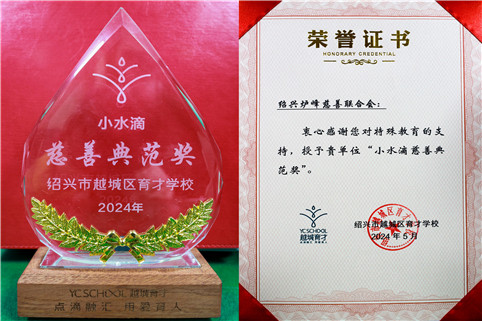 小水滴
慈善典范奖
绍兴市越城区育才学校
2024年
YCSCHOOL 越城育才
点滴融汇 用爱育人
荣誉证书
HONORARY CREDENTIAL
绍兴炉峰慈善联合会：
衷心感谢您对特殊教育的支
持，授予贵单位“小水滴慈善典
范奖”。
YC SCHOOL
越城育才
绍兴市越城区育才学校
2024年5月